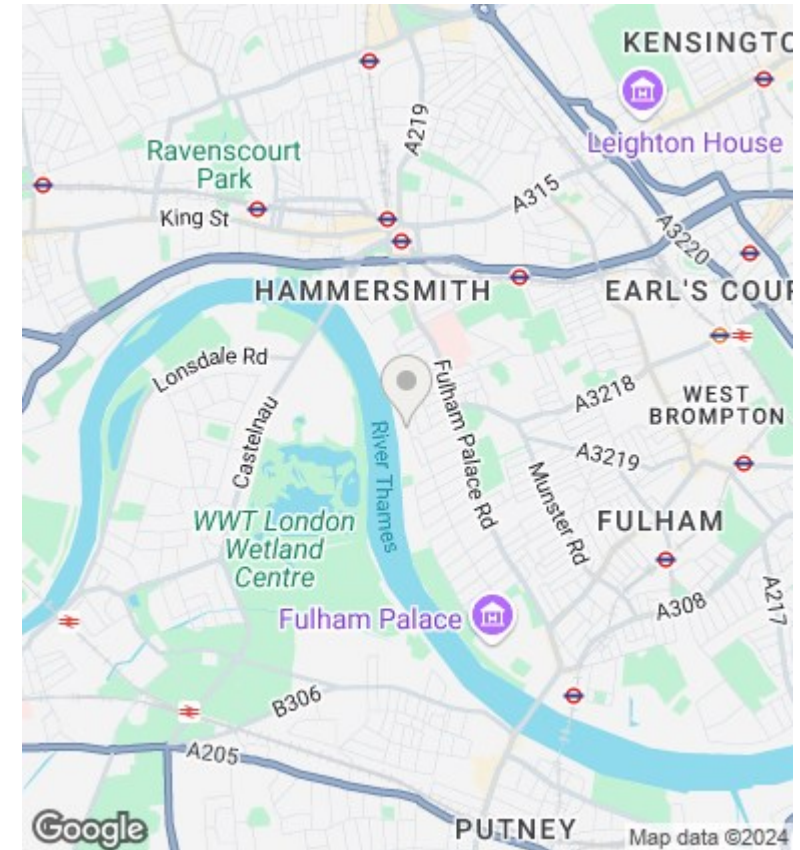 KENSINGTO
Leighton House
A219
Ravenscourt
Park
A315
King St
A3220
HAMMERSMITH
EARL'S COUR
Lonsdale Rd
Fulham Palace Rd
A3218
WEST
BROMPTON
Castelnau
River Thames
A3219
Munster Rd
WWT London
Wetland
Centre
FULHAM
Fulham Palace
A308
A217
B306
A205
PUTNEY
Google
Map data ©2024